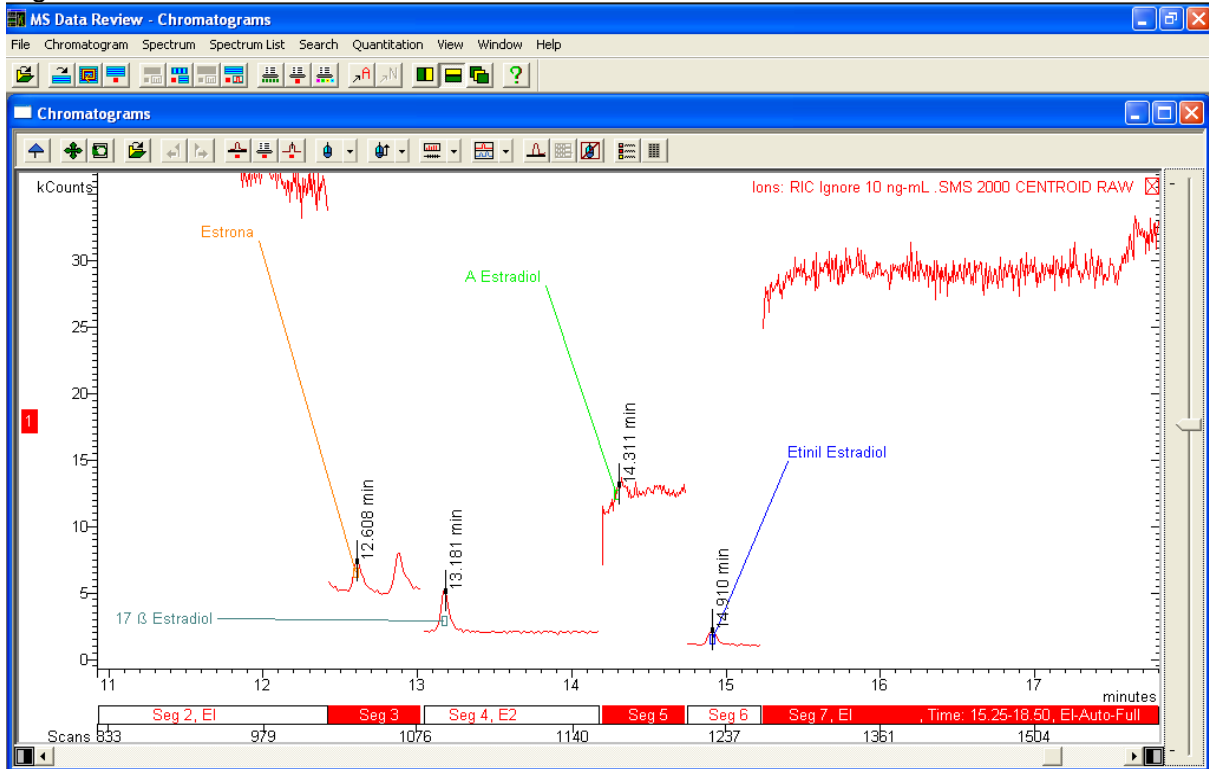 MS Data Review - Chromatograms
File Chromatogram Spectrum Spectrum List Search Quantitation View Window Help
Chromatograms
kCounts
Ions: RIC Ignore 10 ng-mL .SMS 2000 CENTROID RAW
Estrona
30
A Estradiol
25
20
1
14.311 min
15
Etinil Estradiol
12.608 min
10
13.181 min
14.910 min
5
17 ß Estradiol
0
11 12 13 14 15 16 17
minutes
Seg 2, EI Seg 3 Seg 4, E2 Seg 5 Seg 6 Seg 7, EI , Time: 15.25-18.50, EI-Auto-Full
Scans 833 979 1076 1140 1237 1361 1504